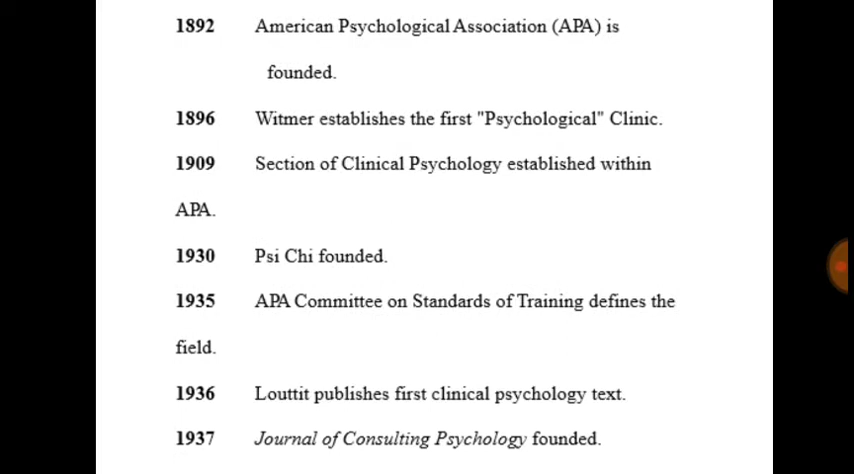 1892 American Psychological Association (APA) is
founded.
1896 Witmer establishes the first "Psychological" Clinic.
1909 Section of Clinical Psychology established within
APA.
1930 Psi Chi founded.
1935 APA Committee on Standards of Training defines the
field.
1936 Louttit publishes first clinical psychology text.
1937 Journal of Consulting Psychology founded.